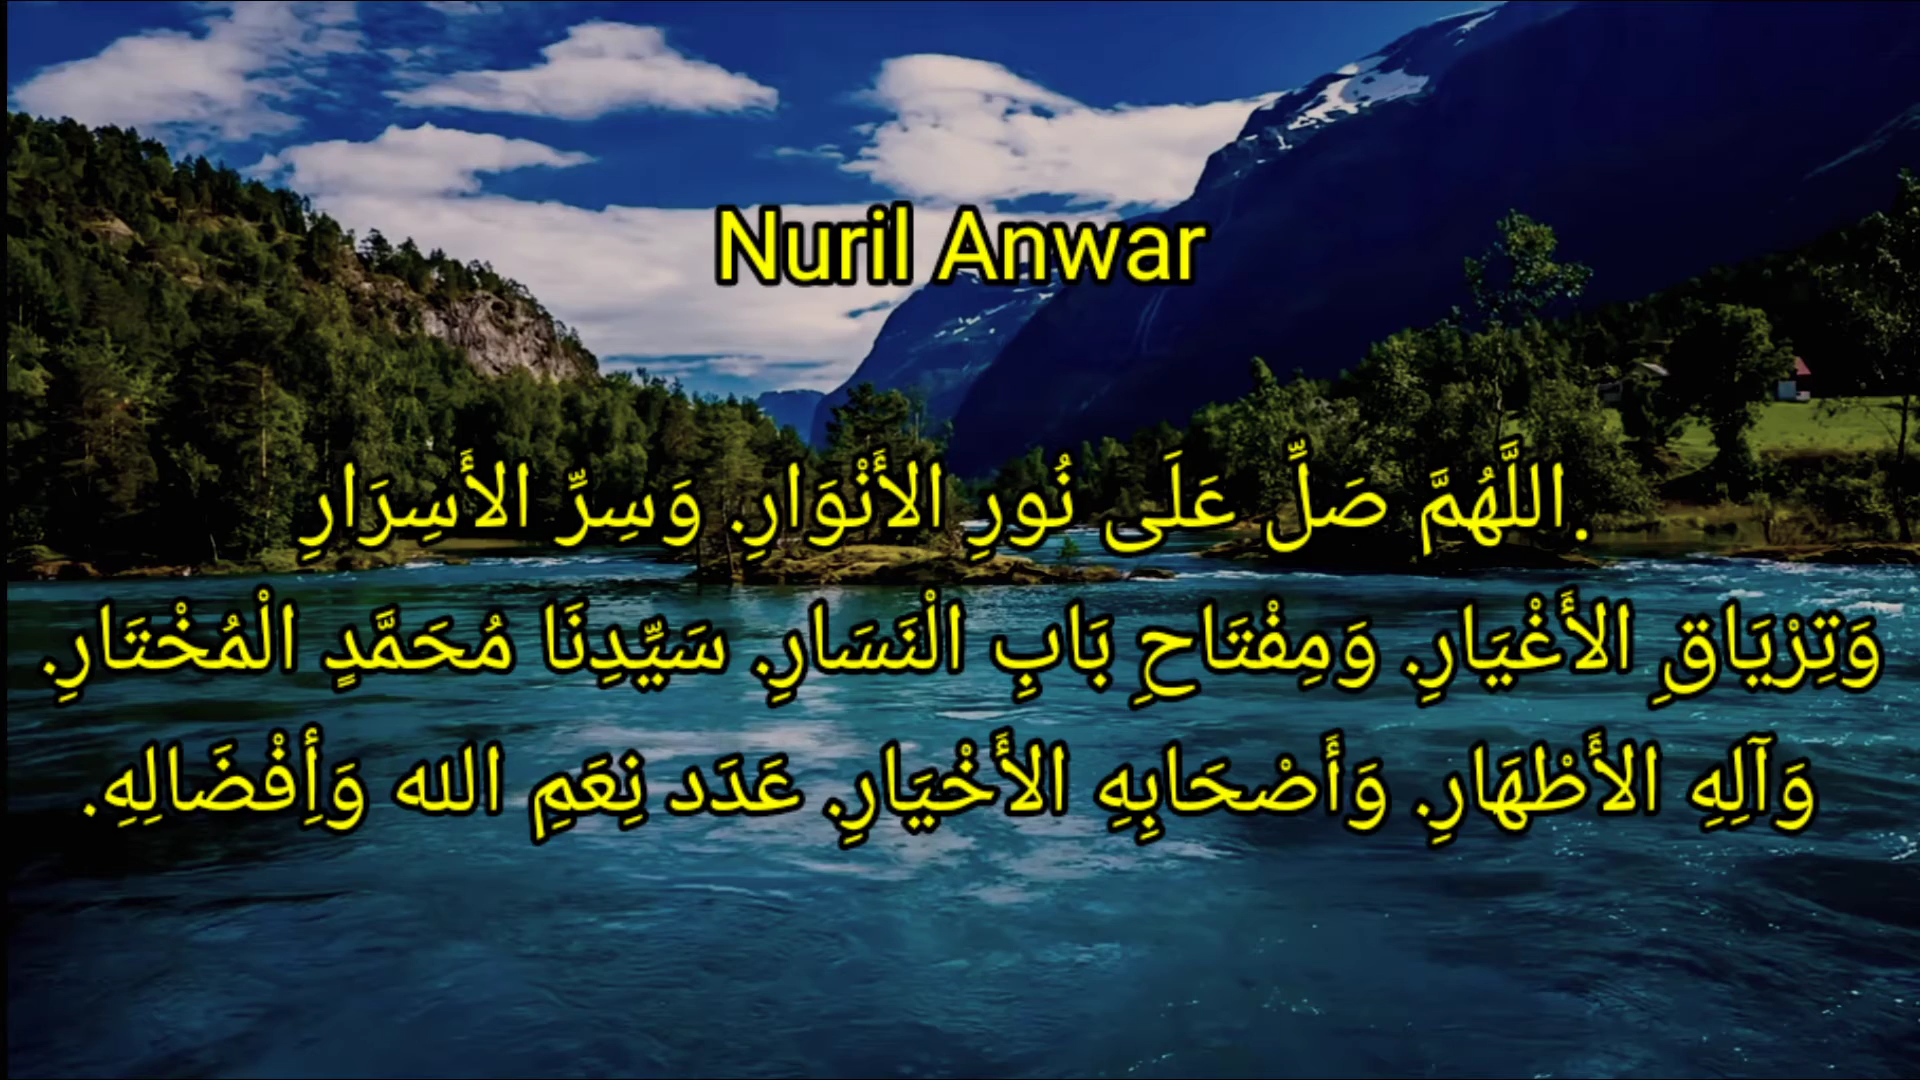 Nuril Anwar
.اللَّهُمَّ صَلِّ عَلَى نُورِ الأَنْوَارِ. وَسِرِّ الأَسِرَارِ
وَتِرْيَاقِ الأَغْيَارِ. وَمِفْتَاحِ بَابِ الْنَسَارِ. سَيِّدِنَا مُحَمَّدٍ الْمُخْتَارِ.
وَآلِهِ الأَطْهَارِ. وَأَصْحَابِهِ الأَخْيَارِ. عَدَد نِعَمِ الله وَأَِفْضَالِهِ.